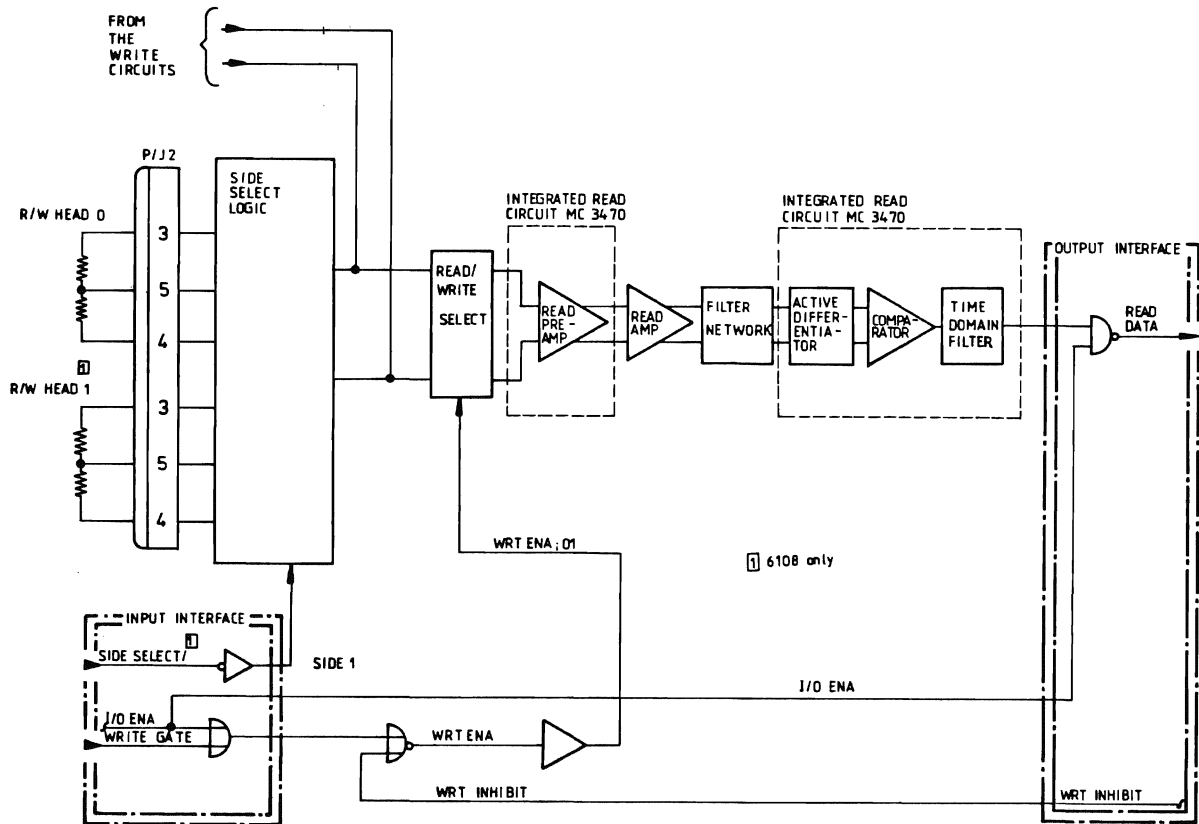 FROM
THE
WRITE
CIRCUITS
P/J2
R/W HEAD 0
3
5
4
1
R/W HEAD 1
3
5
4
SIDE
SELECT
LOGIC
READ/
WRITE
SELECT
INTEGRATED READ
CIRCUIT MC 3470
READ
PRE-
AMP
READ
AMP
FILTER
NETWORK
INTEGRATED READ
CIRCUIT MC 3470
ACTIVE
DIFFER-
ENTIA-
TOR
COMPA-
RATOR
TIME
DOMAIN
FILTER
OUTPUT INTERFACE
READ
DATA
WRT ENA;01
1 6108 only
INPUT INTERFACE
1
SIDE SELECT/
SIDE 1
I/O ENA
I/O ENA
WRITE GATE
WRT ENA
WRT INHIBIT
WRT INHIBIT